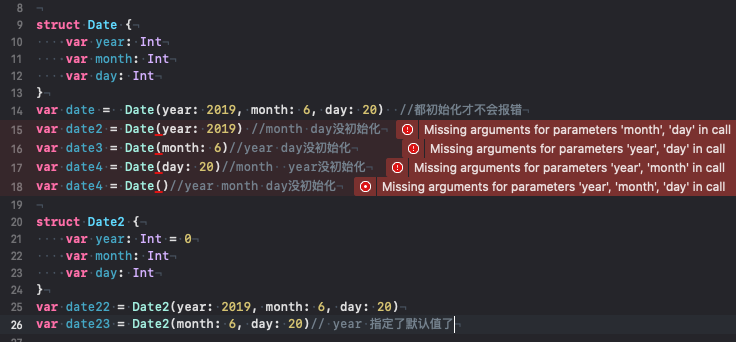 8
9 struct Date {
10 var year: Int
11 var month: Int
12 var day: Int
13 }
14 var date = Date(year: 2019, month: 6, day: 20) //都初始化才不会报错
15 var date2 = Date(year: 2019) //month day没初始化 Missing arguments for parameters 'month', 'day' in call
16 var date3 = Date(month: 6)//year day没初始化 Missing arguments for parameters 'year', 'day' in call
17 var date4 = Date(day: 20)//month year没初始化 Missing arguments for parameters 'year', 'month' in call
18 var date4 = Date()//year month day没初始化 Missing arguments for parameters 'year', 'month', 'day' in call
19
20 struct Date2 {
21 var year: Int = 0
22 var month: Int
23 var day: Int
24 }
25 var date22 = Date2(year: 2019, month: 6, day: 20)
26 var date23 = Date2(month: 6, day: 20)// year 指定了默认值了